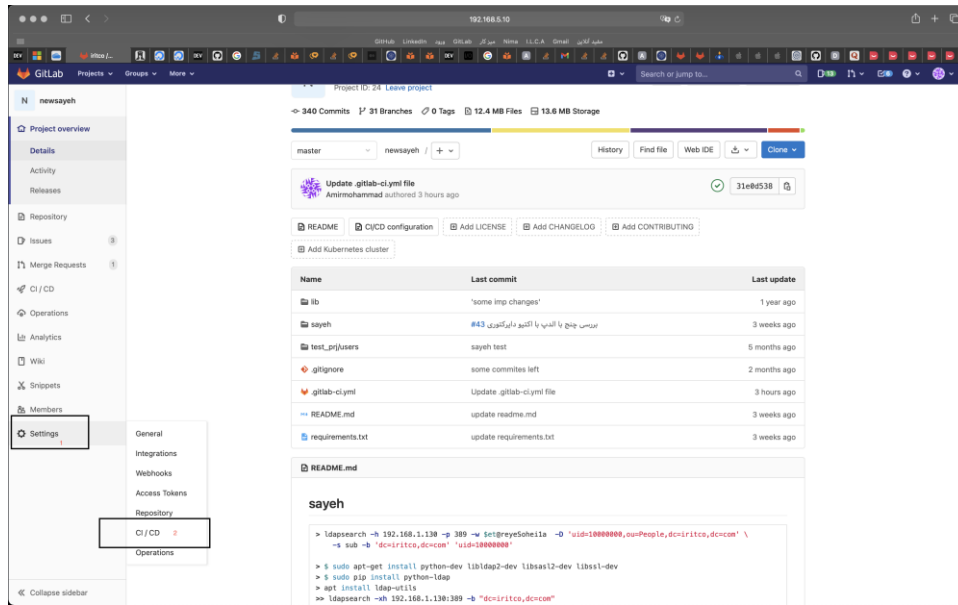 192.168.5.10
GitHub LinkedIn ورود GitLab میز کار Nima I.L.C.A Gmail مفید آنلاین
iritco /...
GitLab Projects Groups More Search or jump to...
N newsayeh
Project overview
Details
Activity
Releases
Repository
Issues 3
Merge Requests 1
CI / CD
Operations
Analytics
Wiki
Snippets
Members
Settings
1
General
Integrations
Webhooks
Access Tokens
Repository
CI / CD 2
Operations
Collapse sidebar
Project ID: 24 Leave project
340 Commits 31 Branches 0 Tags 12.4 MB Files 13.6 MB Storage
master newsayeh / + History Find file Web IDE Clone
Update .gitlab-ci.yml file
Amirmohammad authored 3 hours ago
31e0d538
README CI/CD configuration Add LICENSE Add CHANGELOG Add CONTRIBUTING
Add Kubernetes cluster
Name Last commit Last update
lib 'some imp changes' 1 year ago
sayeh بررسی چنج با الدپ با اکتیو دایرکتوری #43 3 weeks ago
test_prj/users sayeh test 5 months ago
.gitignore some commites left 2 months ago
.gitlab-ci.yml Update .gitlab-ci.yml file 3 hours ago
README.md update readme.md 3 weeks ago
requirements.txt update requirements.txt 3 weeks ago
README.md
sayeh
> ldapsearch -h 192.168.1.130 -p 389 -w $et@reyeSoheila -D 'uid=10000000,ou=People,dc=iritco,dc=com' \
-s sub -b 'dc=iritco,dc=com' 'uid=10000000'
> $ sudo apt-get install python-dev libldap2-dev libsasl2-dev libssl-dev
> $ sudo pip install python-ldap
> apt install ldap-utils
>> ldapsearch -xh 192.168.1.130:389 -b "dc=iritco,dc=com"